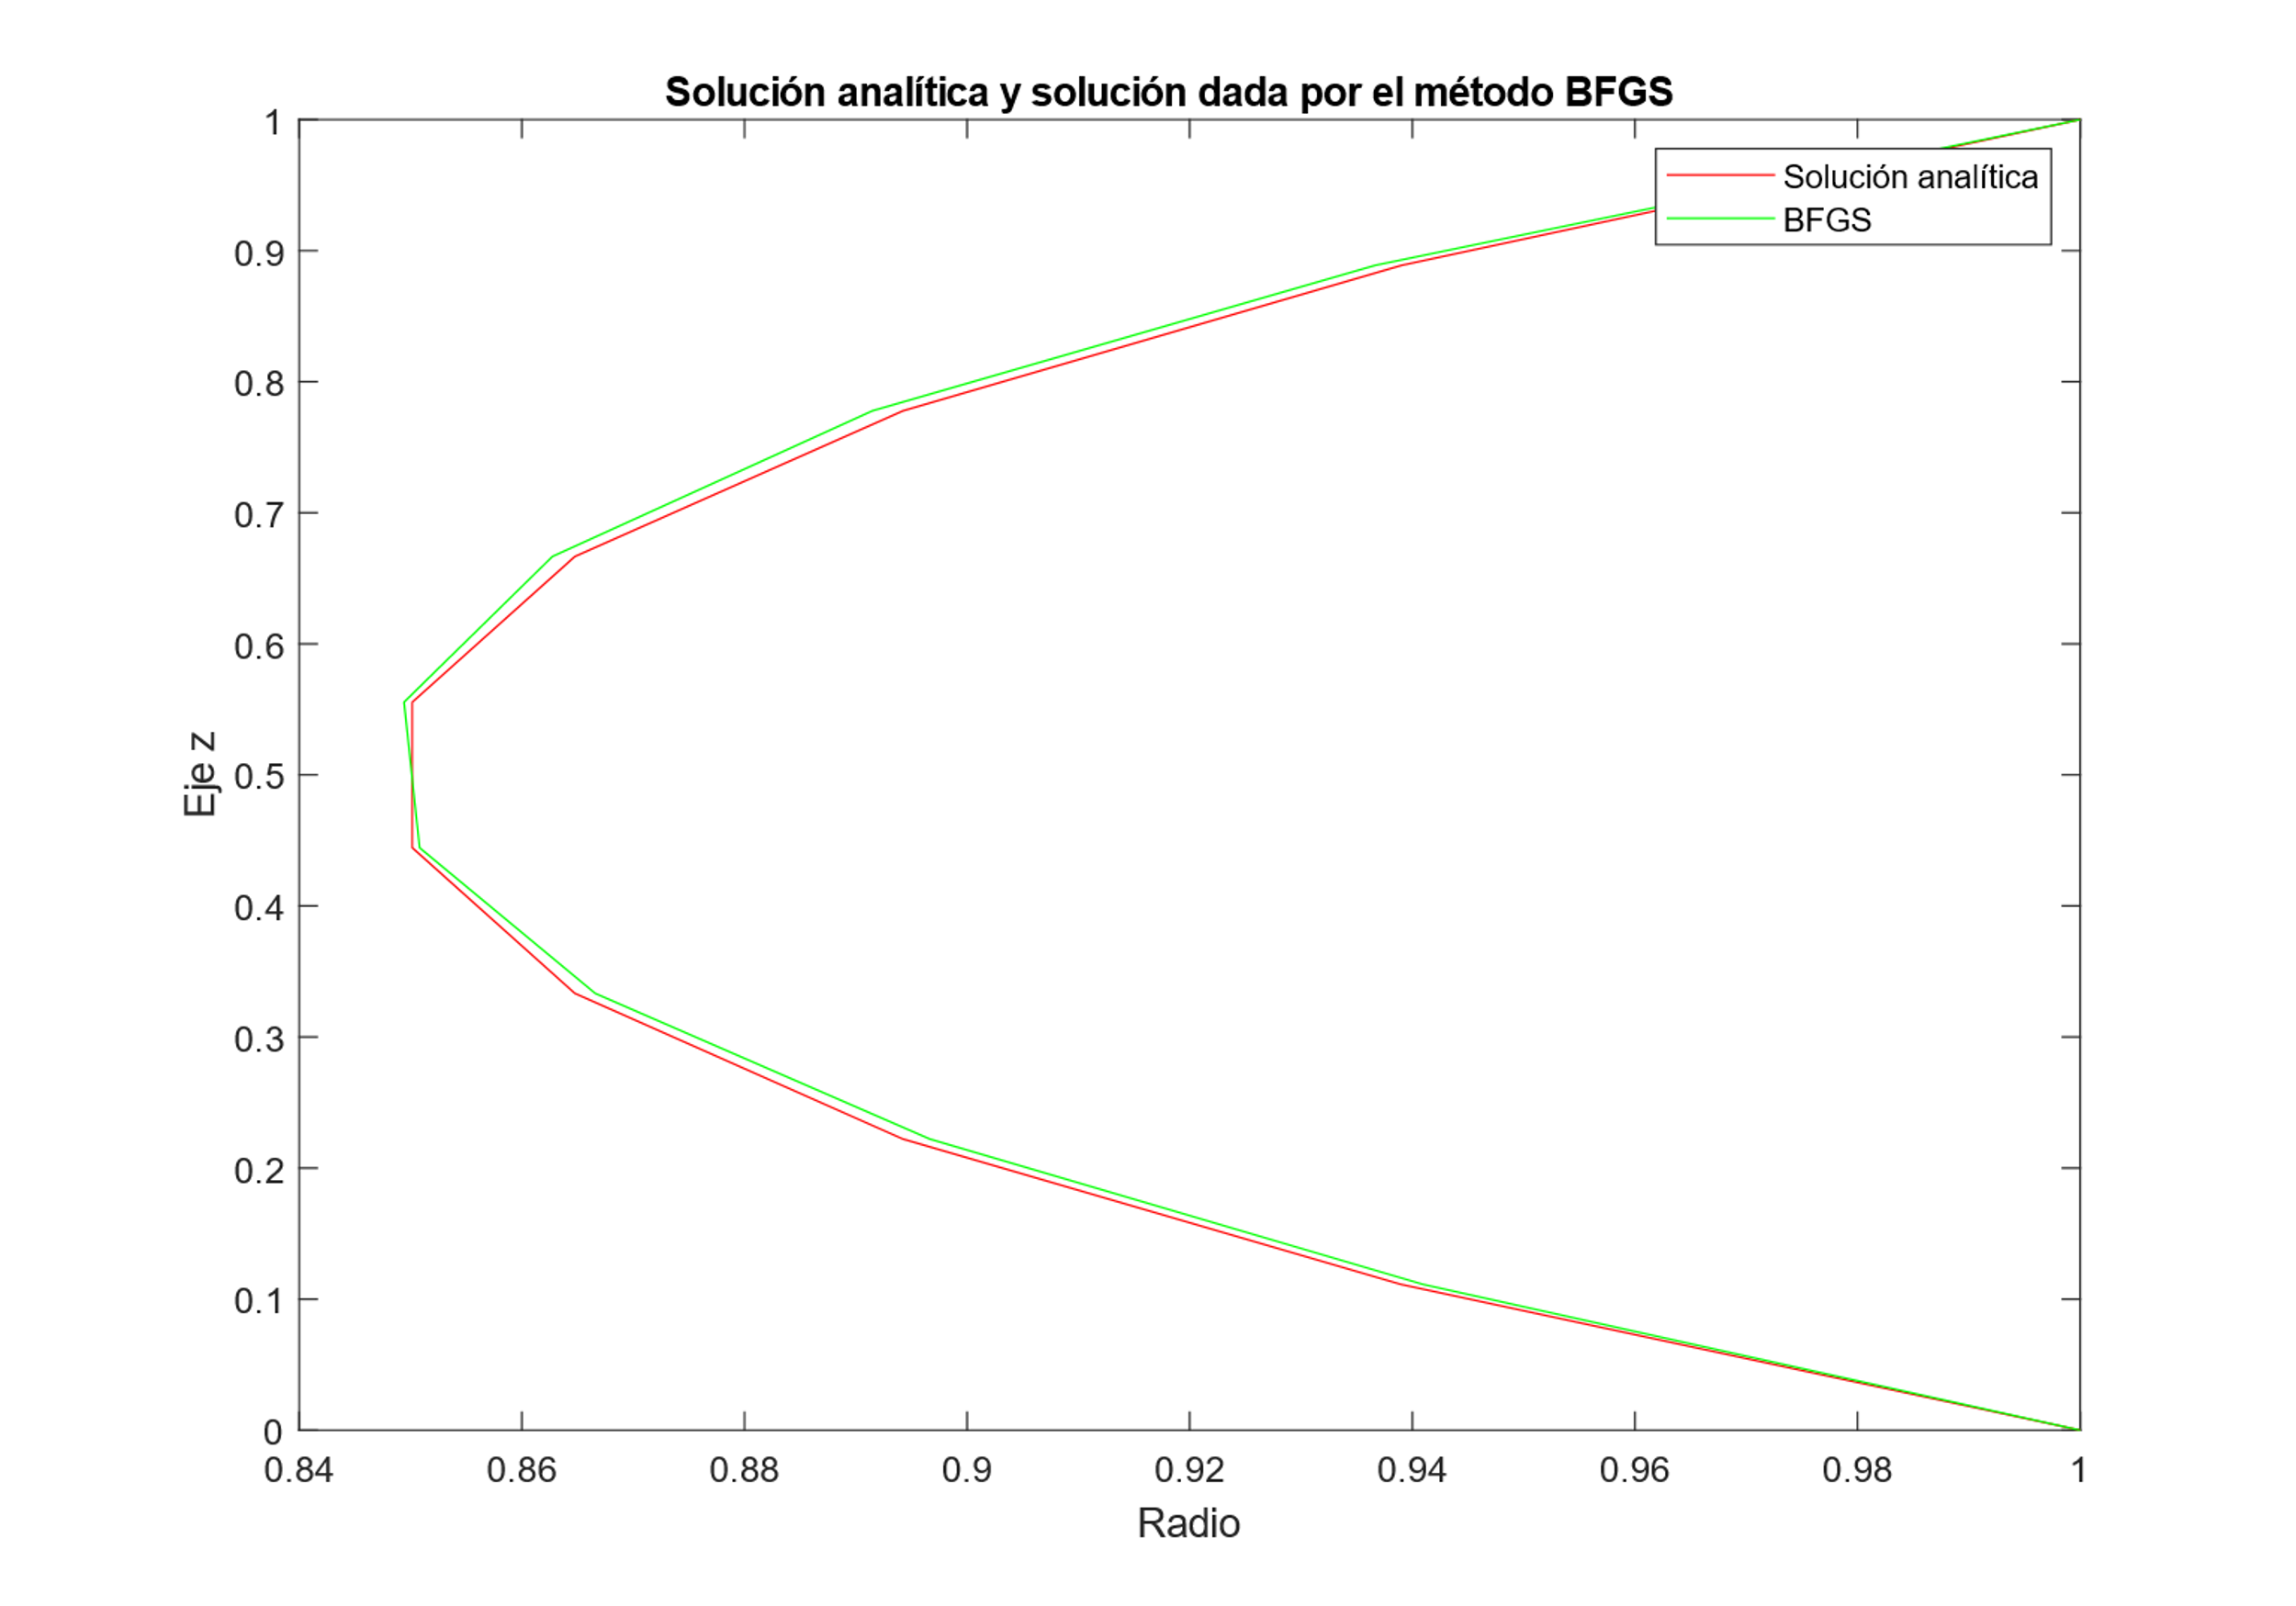 Solución analítica y solución dada por el método BFGS
1
0.9
0.8
0.7
0.6
0.5
0.4
0.3
0.2
0.1
0
Eje z
Solución analítica
BFGS
0.84 0.86 0.88 0.9 0.92 0.94 0.96 0.98 1
Radio